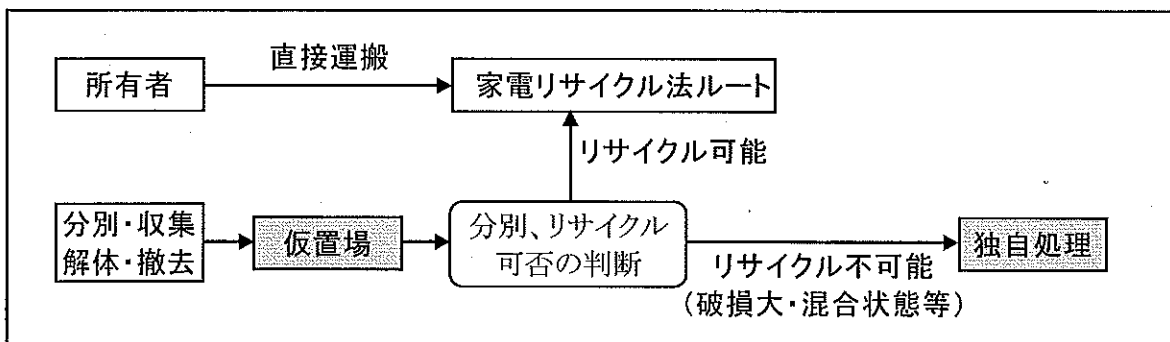 直接運搬
所有者
家電リサイクル法ルート
リサイクル可能
分別・収集
解体・撤去
仮置場
分別、リサイクル
可否の判断
リサイクル不可能
(破損大・混合状態等)
独自処理